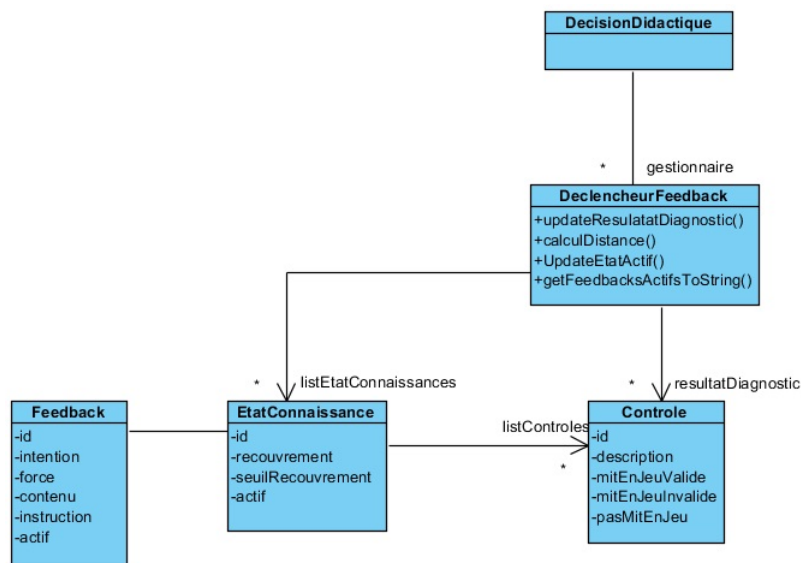 DecisionDidactique
* gestionnaire
DeclencheurFeedback
+updateResulatatDiagnostic()
+calculDistance()
+UpdateEtatActif()
+getFeedbacksActifsToString()
* listEtatConnaissances
* resultatDiagnostic
Feedback
-id
-intention
-force
-contenu
-instruction
-actif
EtatConnaissance
-id
-recouvrement
-seuilRecouvrement
-actif
listControles
*
Controle
-id
-description
-mitEnJeuValide
-mitEnJeuInvalide
-pasMitEnJeu